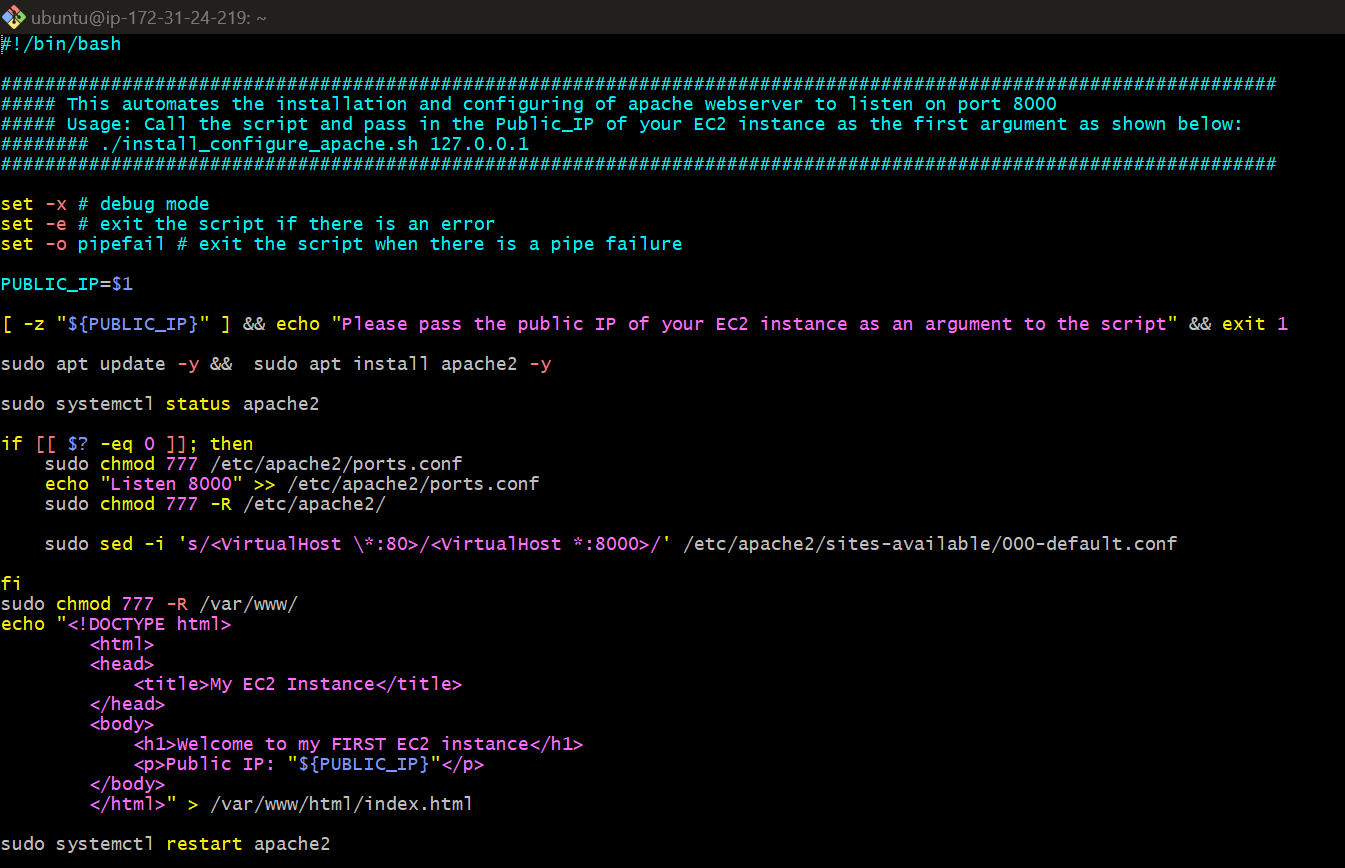 ubuntu@ip-172-31-24-219: ~
#!/bin/bash
####################################################################################################################
##### This automates the installation and configuring of apache webserver to listen on port 8000
##### Usage: Call the script and pass in the Public_IP of your EC2 instance as the first argument as shown below:
######## ./install_configure_apache.sh 127.0.0.1
####################################################################################################################
set -x # debug mode
set -e # exit the script if there is an error
set -o pipefail # exit the script when there is a pipe failure
PUBLIC_IP=$1
[ -z "${PUBLIC_IP}" ] && echo "Please pass the public IP of your EC2 instance as an argument to the script" && exit 1
sudo apt update -y &&  sudo apt install apache2 -y
sudo systemctl status apache2
if [[ $? -eq 0 ]]; then
    sudo chmod 777 /etc/apache2/ports.conf
    echo "Listen 8000" >> /etc/apache2/ports.conf
    sudo chmod 777 -R /etc/apache2/
    sudo sed -i 's/<VirtualHost \*:80>/<VirtualHost *:8000>/' /etc/apache2/sites-available/000-default.conf
fi
sudo chmod 777 -R /var/www/
echo "<!DOCTYPE html>
        <html>
        <head>
            <title>My EC2 Instance</title>
        </head>
        <body>
            <h1>Welcome to my FIRST EC2 instance</h1>
            <p>Public IP: "${PUBLIC_IP}"</p>
        </body>
        </html>" > /var/www/html/index.html
sudo systemctl restart apache2